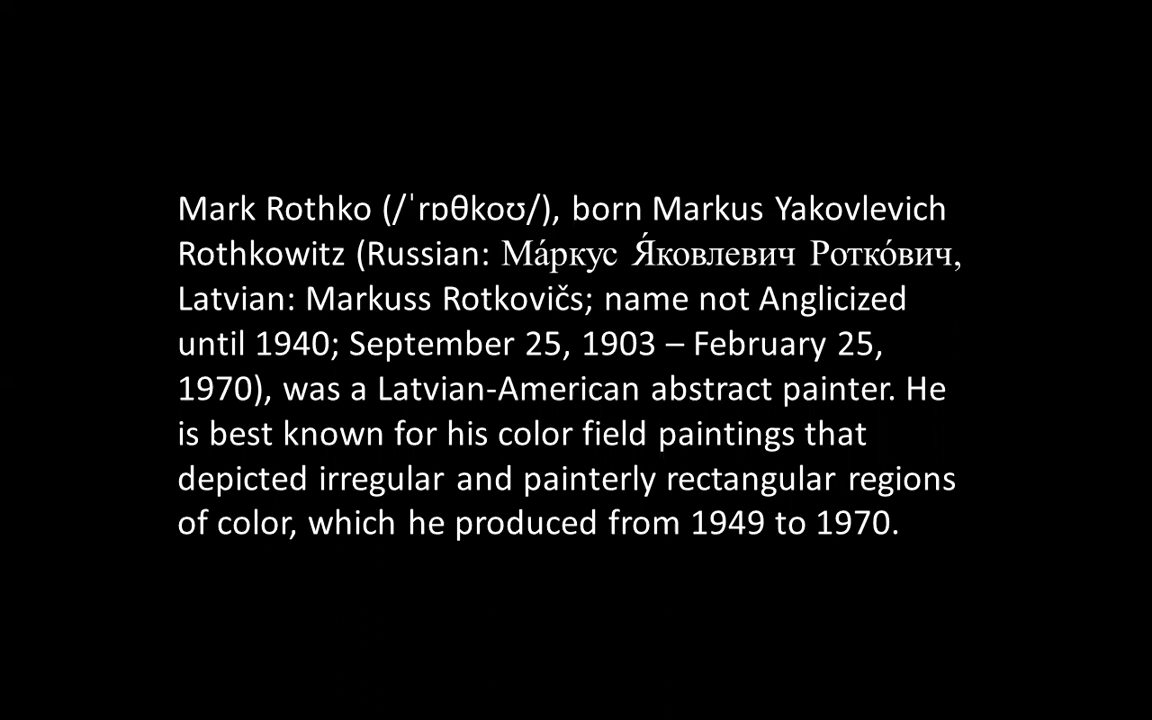 Mark Rothko (/ˈrɒθkoʊ/), born Markus Yakovlevich
Rothkowitz (Russian: Ма́ркус Я́ковлевич Ротко́вич,
Latvian: Markuss Rotkovičs; name not Anglicized
until 1940; September 25, 1903 – February 25,
1970), was a Latvian-American abstract painter. He
is best known for his color field paintings that
depicted irregular and painterly rectangular regions
of color, which he produced from 1949 to 1970.